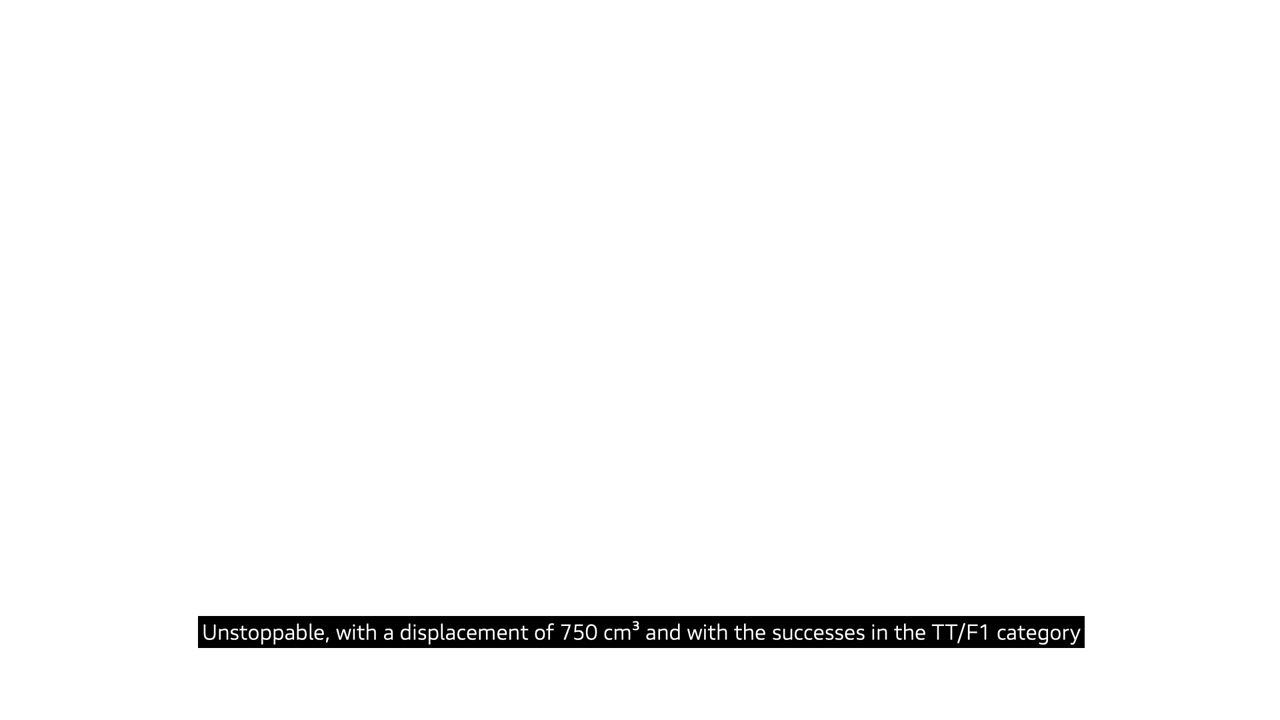 Unstoppable, with a displacement of 750 cm³ and with the successes in the TT/F1 category